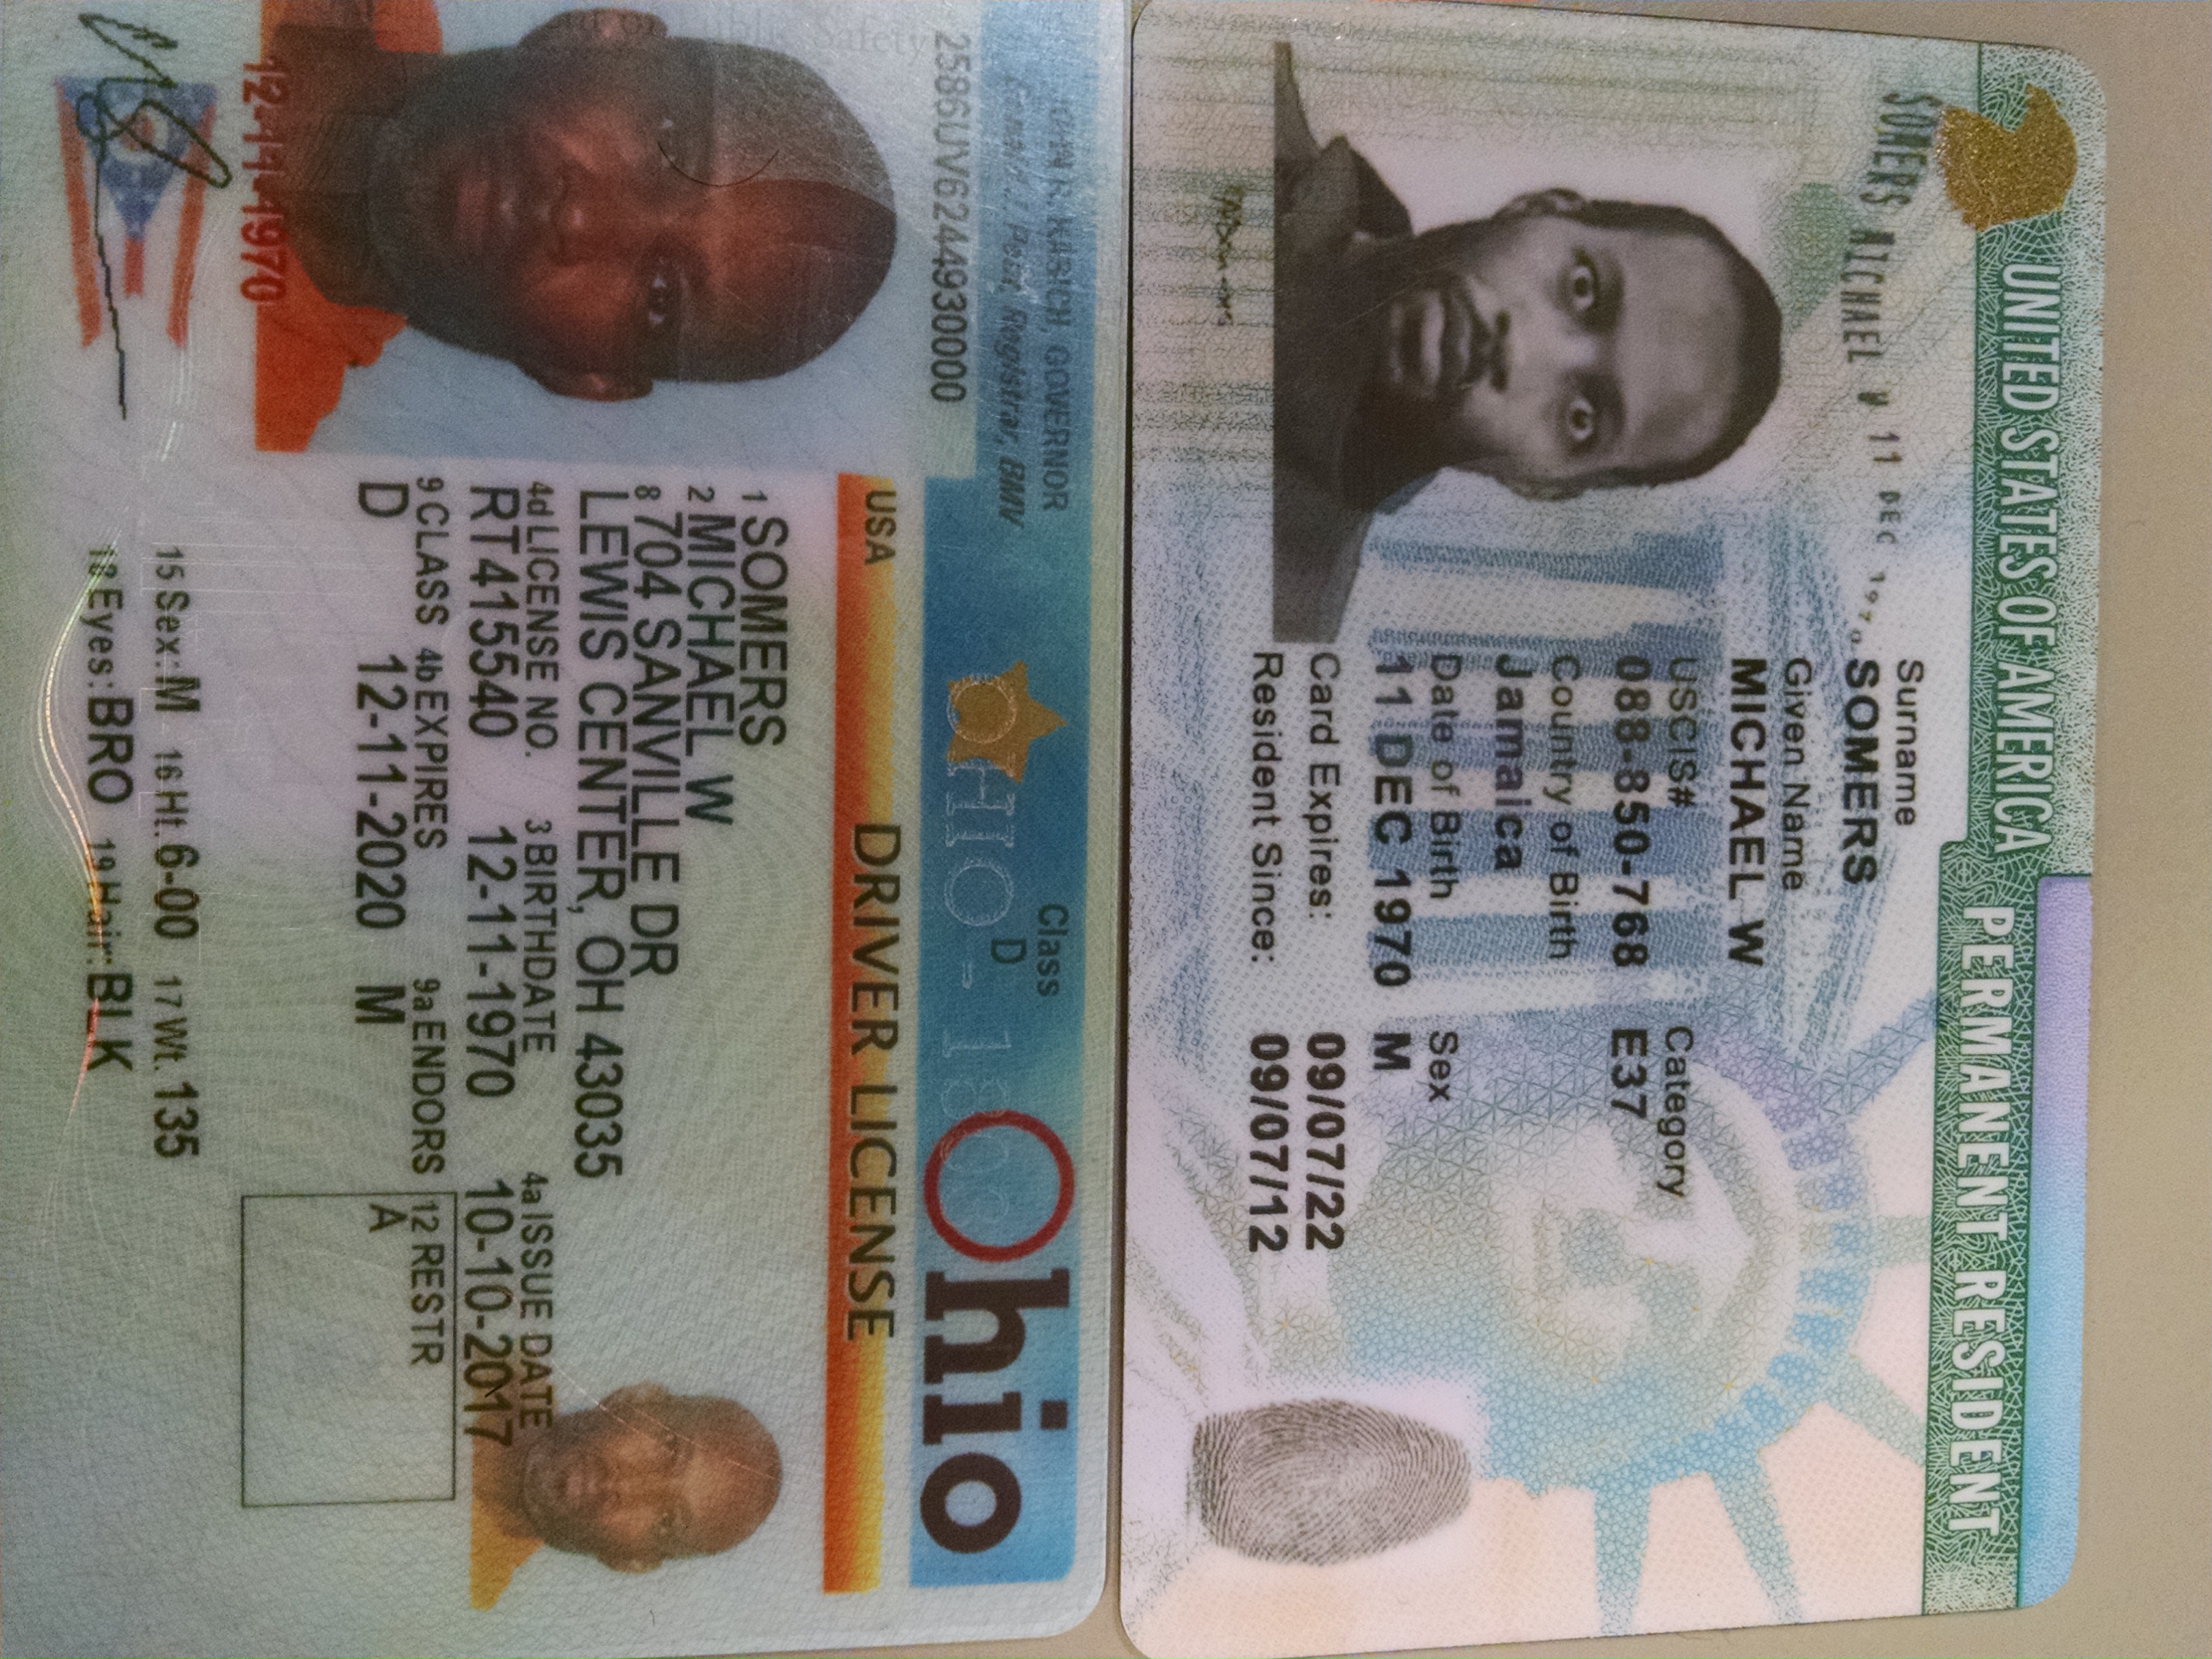 UNITED STATES OF AMERICA
PERMANENT RESIDENT
SOMERS MICHAEL W 11 DEC 1970
Surname
SOMERS
Given Name
MICHAEL W
USCIS# Category
088-850-768 E37
Country of Birth
Jamaica
Date of Birth Sex
11 DEC 1970 M
Card Expires: 09/07/22
Resident Since: 09/07/12
JOHN R. KASICH, GOVERNOR
Registrar, BMV
Class
D
OHIO - 1803
Ohio
2586UV6244930000
USA DRIVER LICENSE
1 SOMERS
2 MICHAEL W
8 704 SANVILLE DR
LEWIS CENTER, OH 43035
4d LICENSE NO. 3 BIRTHDATE 4a ISSUE DATE
RT415540 12-11-1970 10-10-2017
9 CLASS 4b EXPIRES 9a ENDORS 12 RESTR
D 12-11-2020 M A
12-11-1970
15 Sex: M 16 Ht. 6-00 17 Wt. 135
18 Eyes: BRO 19 Hair: BLK